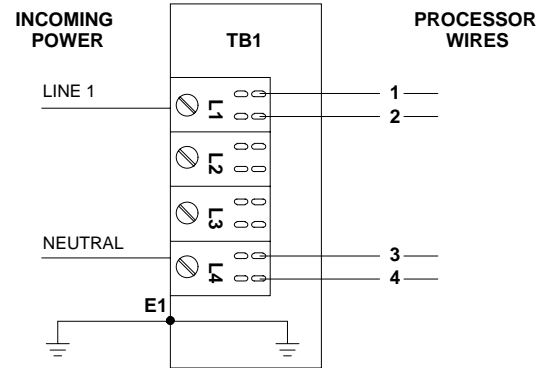 INCOMING
POWER
TB1
PROCESSOR
WIRES
LINE 1
L1
1
2
L2
L3
NEUTRAL
L4
3
4
E1